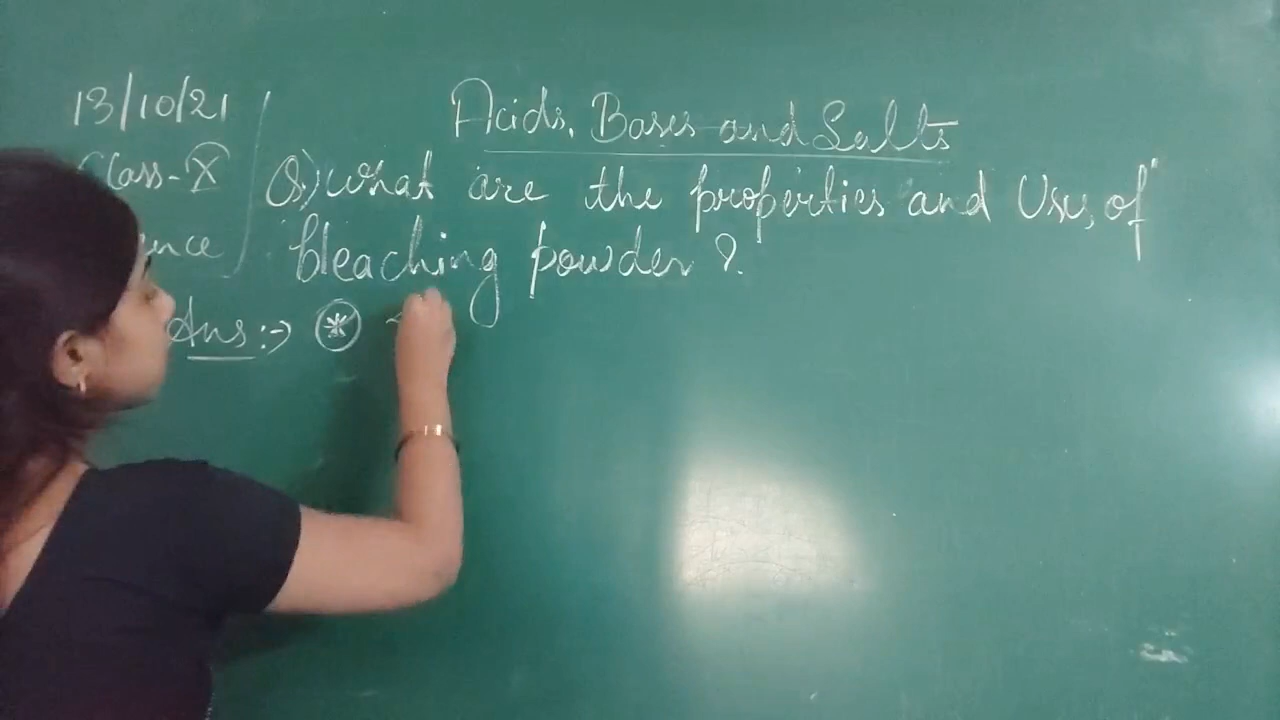 13/10/21
Acids, Bases and Salts
Class-X
Q) what are the properties and Uses of
bleaching powder ?
Ans :->